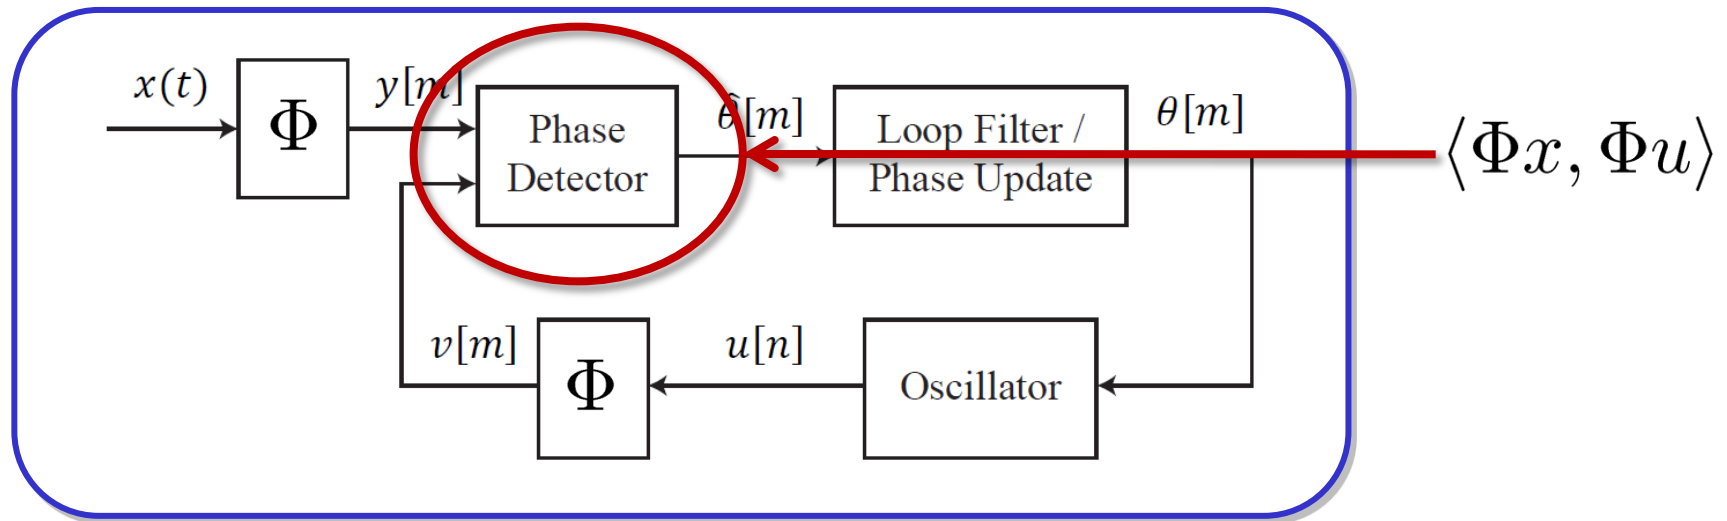 x(t)
Φ
y[m]
Phase
Detector
θ̂[m]
Loop Filter /
Phase Update
θ[m]
⟨Φx, Φu⟩
v[m]
Φ
u[n]
Oscillator